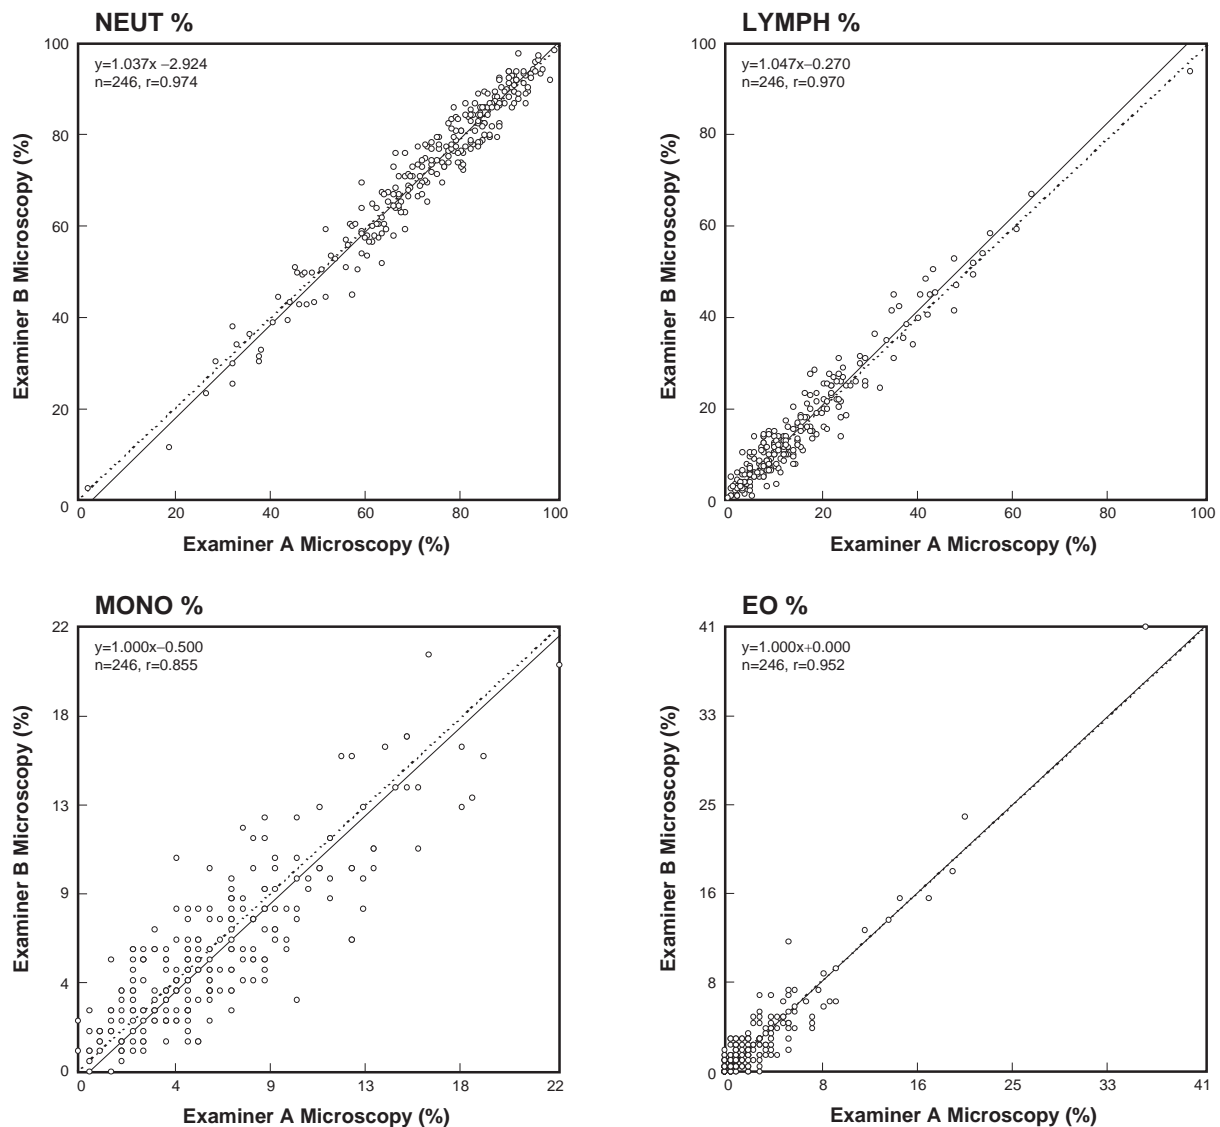 NEUT %
y=1.037x −2.924
n=246, r=0.974
100
80
60
40
20
0
0 20 40 60 80 100
Examiner B Microscopy (%)
Examiner A Microscopy (%)
LYMPH %
y=1.047x−0.270
n=246, r=0.970
100
80
60
40
20
0
0 20 40 60 80 100
Examiner B Microscopy (%)
Examiner A Microscopy (%)
MONO %
y=1.000x−0.500
n=246, r=0.855
22
18
13
9
4
0
0 4 9 13 18 22
Examiner B Microscopy (%)
Examiner A Microscopy (%)
EO %
y=1.000x+0.000
n=246, r=0.952
41
33
25
16
8
0
0 8 16 25 33 41
Examiner B Microscopy (%)
Examiner A Microscopy (%)